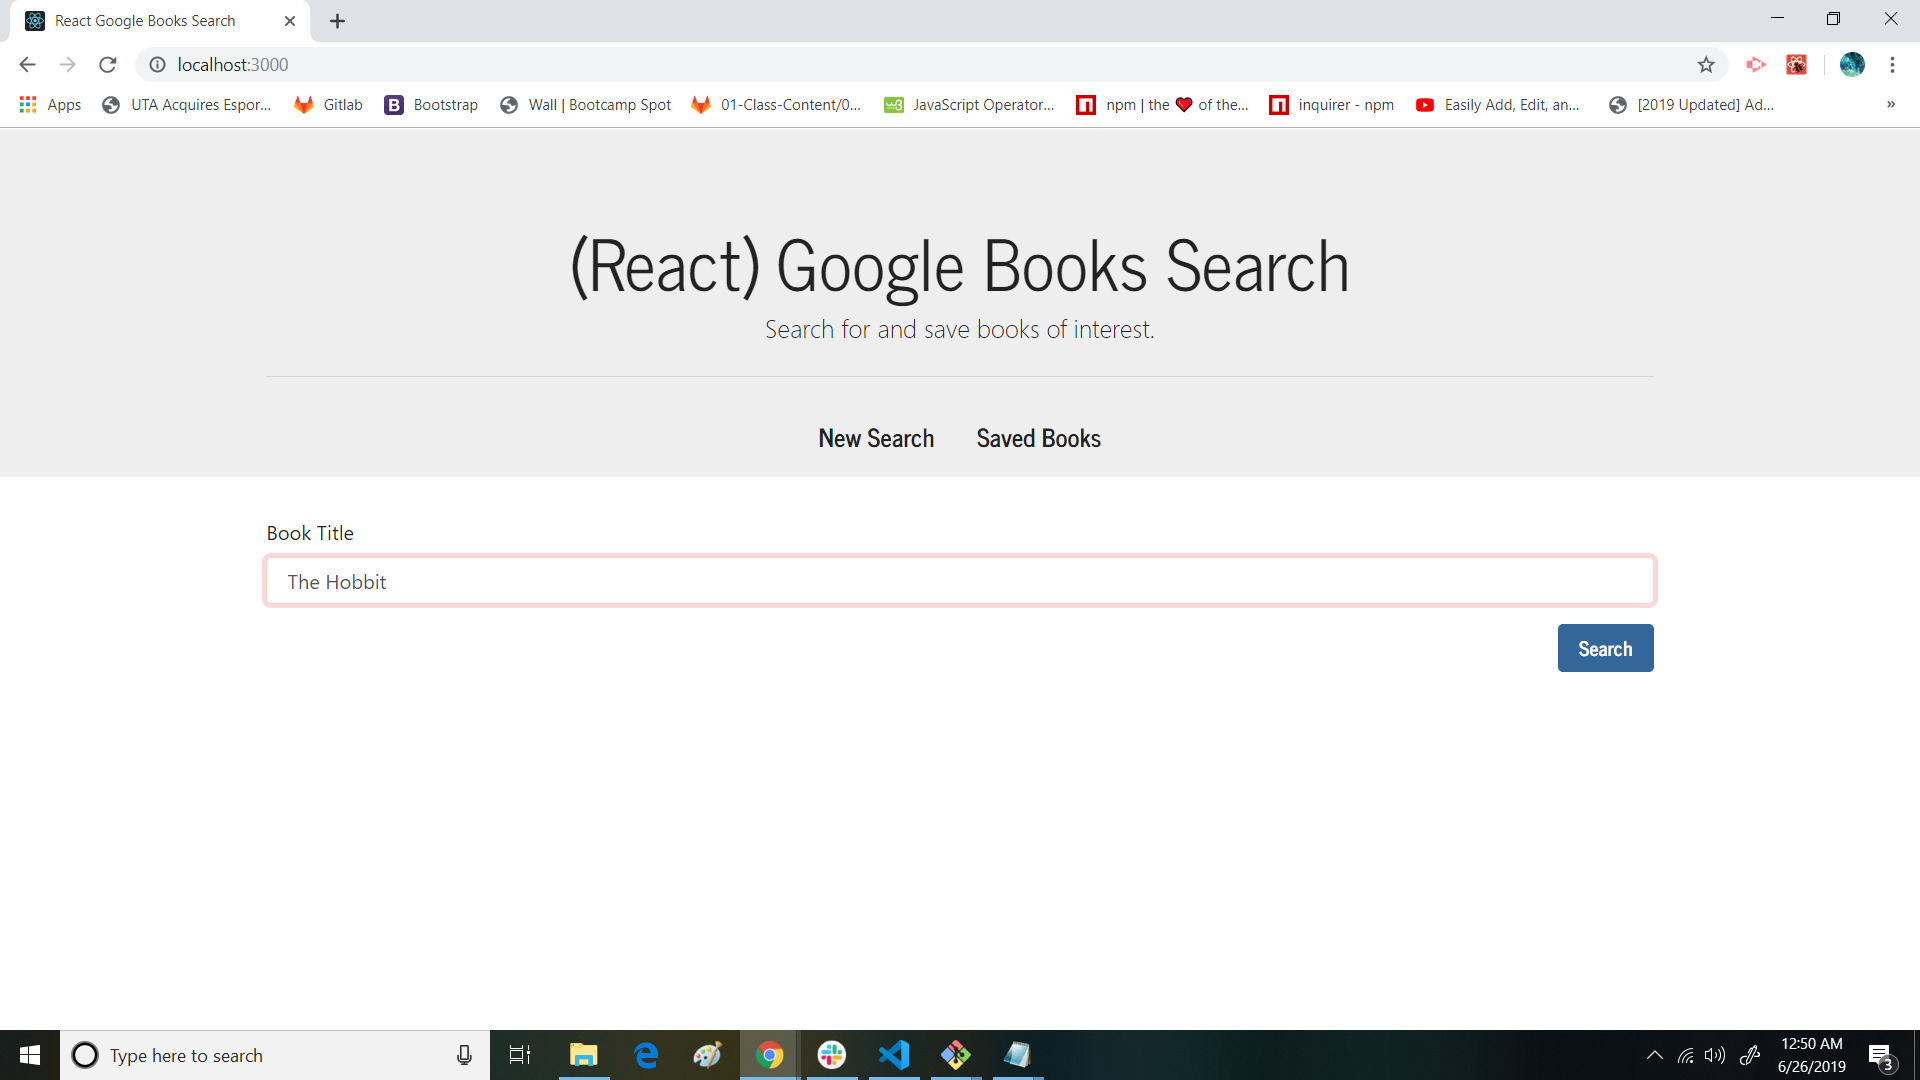 React Google Books Search
localhost:3000
Apps
UTA Acquires Espor...
Gitlab
B Bootstrap
Wall | Bootcamp Spot
01-Class-Content/0...
w3 JavaScript Operator...
npm | the ❤ of the...
inquirer - npm
Easily Add, Edit, an...
[2019 Updated] Ad...
»
(React) Google Books Search
Search for and save books of interest.
New Search Saved Books
Book Title
The Hobbit
Search
Type here to search
12:50 AM
6/26/2019
3